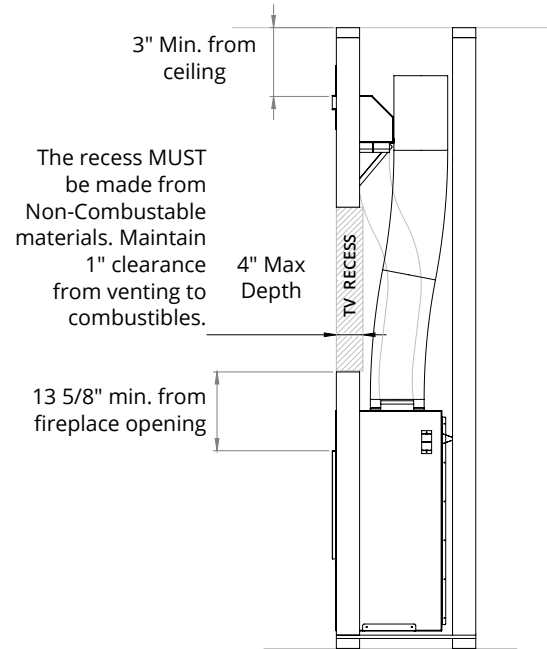 3" Min. from
ceiling
The recess MUST
be made from
Non-Combustable
materials. Maintain
1" clearance
from venting to
combustibles.
4" Max
Depth
TV RECESS
13 5/8" min. from
fireplace opening